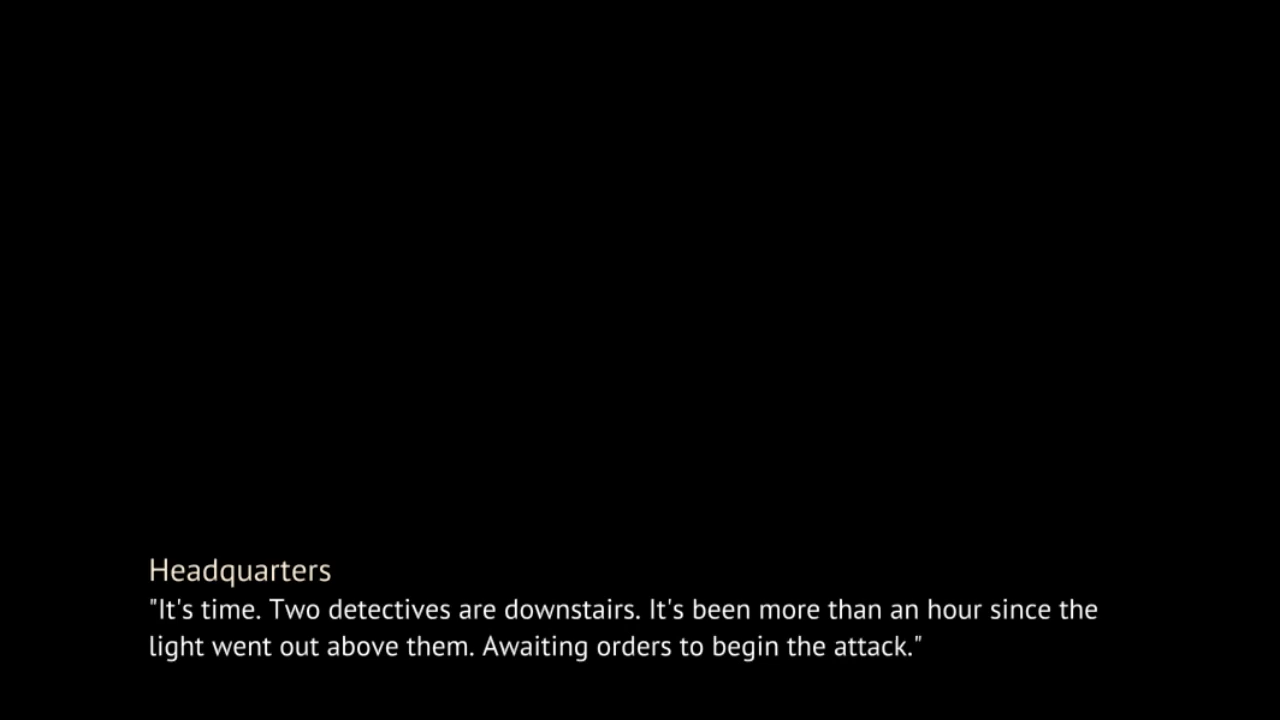 Headquarters
"It's time. Two detectives are downstairs. It's been more than an hour since the
light went out above them. Awaiting orders to begin the attack."